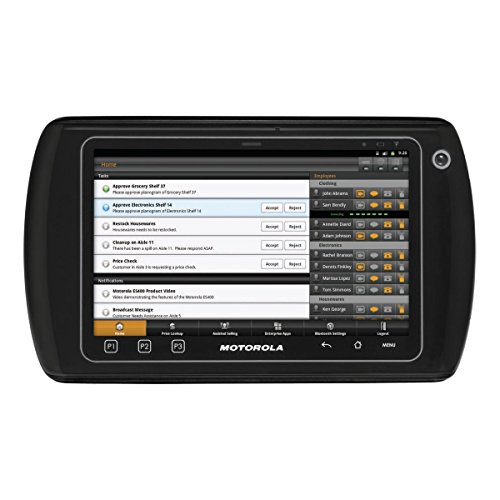 9:25
Home
Tasks
Employees
Clothing
Approve Grocery Shelf 37
Please approve planogram of Grocery Shelf 37
John Abrams
Approve Electronics Shelf 14
Please approve planogram of Electronics Shelf 14
Accept
Reject
Sam Bendly
Restock Housewares
Housewares needs to be restocked.
Accept
Reject
Annette David
Adam Johnson
Cleanup on Aisle 11
There has been a spill on Aisle 11. Please respond ASAP.
Accept
Reject
Electronics
Rachel Branson
Price Check
Customer in Aisle 3 is requesting a price check.
Accept
Reject
Dennis Finkley
Marissa Lopez
Notifications
Motorola ES400 Product Video
Video demonstrating the features of the Motorola ES400
Tom Simmons
Housewares
Broadcast Message
Customer Needs Assistance on Aisle 5
Ken George
Home
Price Lookup
Assisted Selling
Enterprise Apps
Bluetooth Settings
Logout
P1
P2
P3
MOTOROLA
MENU